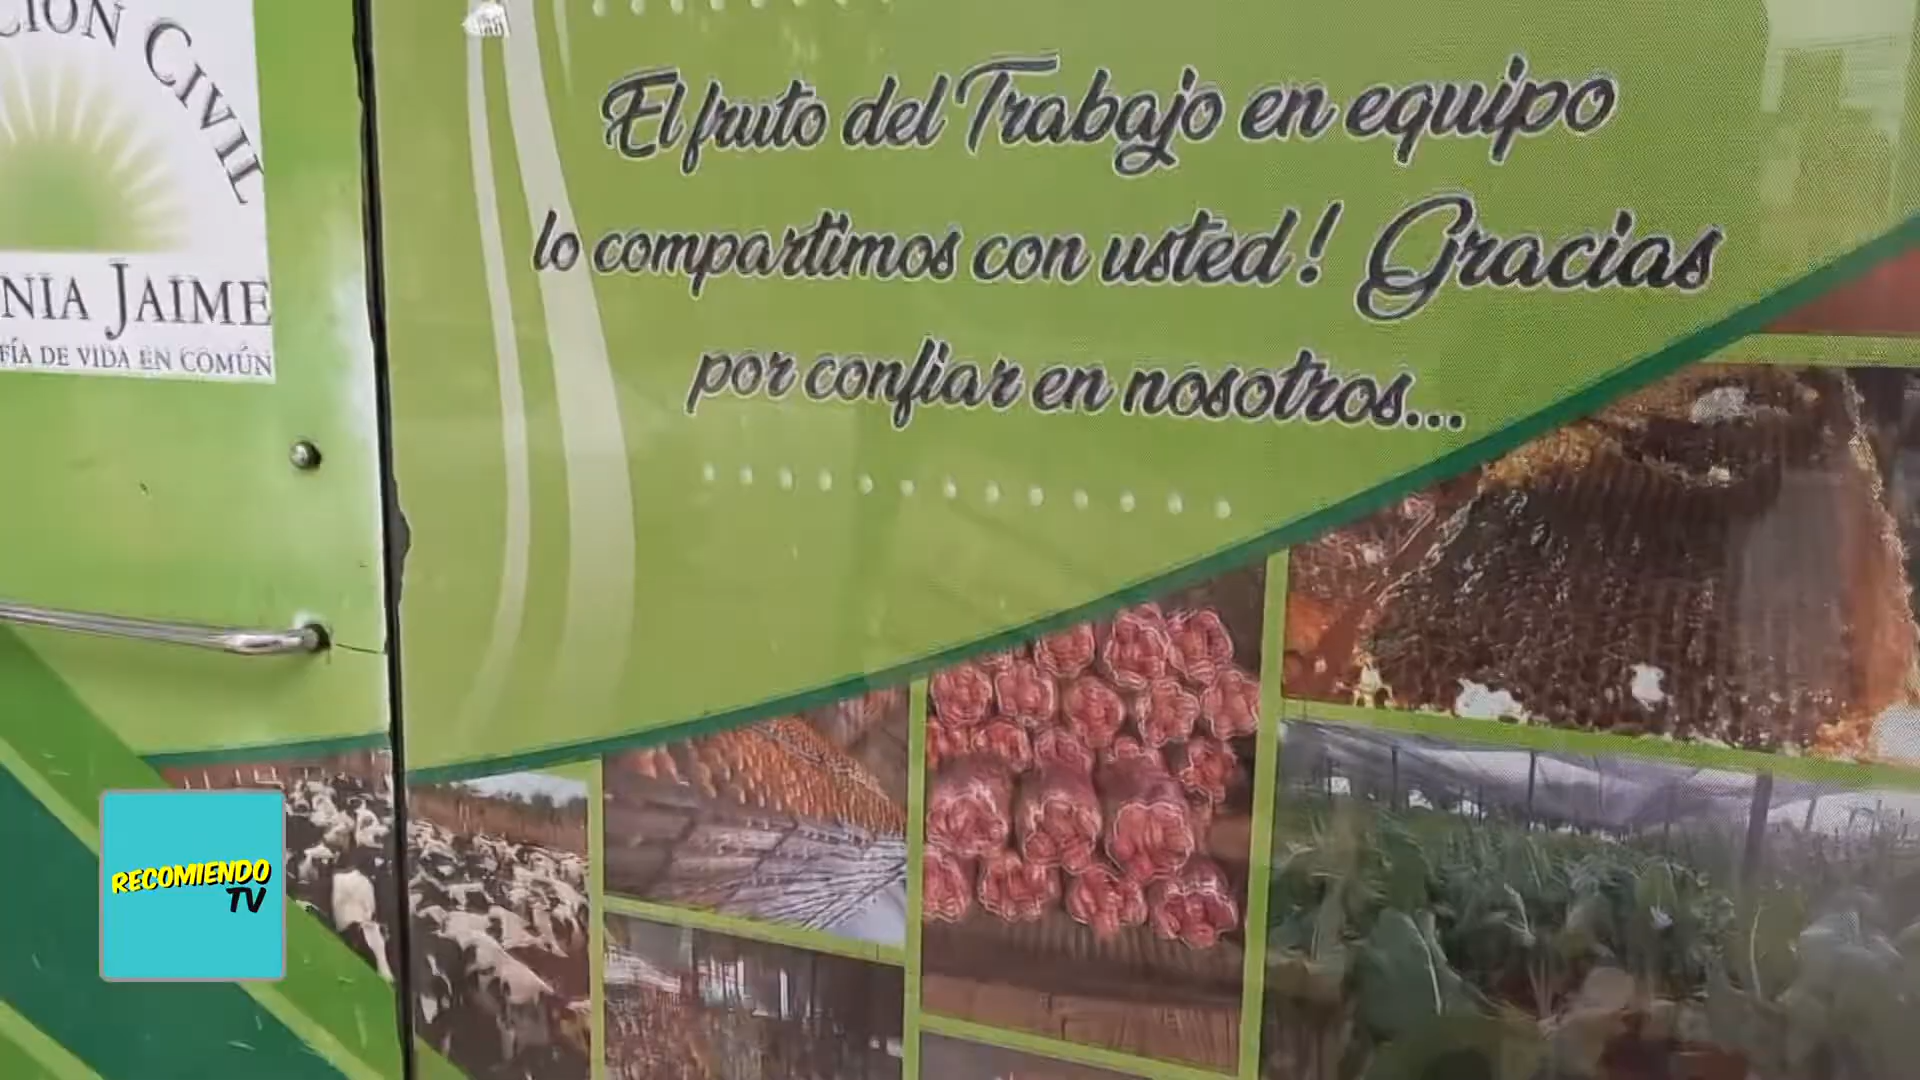 CIVIL
El fruto del Trabajo en equipo
lo compartimos con usted! Gracias
por confiar en nosotros...
NIA JAIME
FÍA DE VIDA EN COMÚN
RECOMIENDO
TV